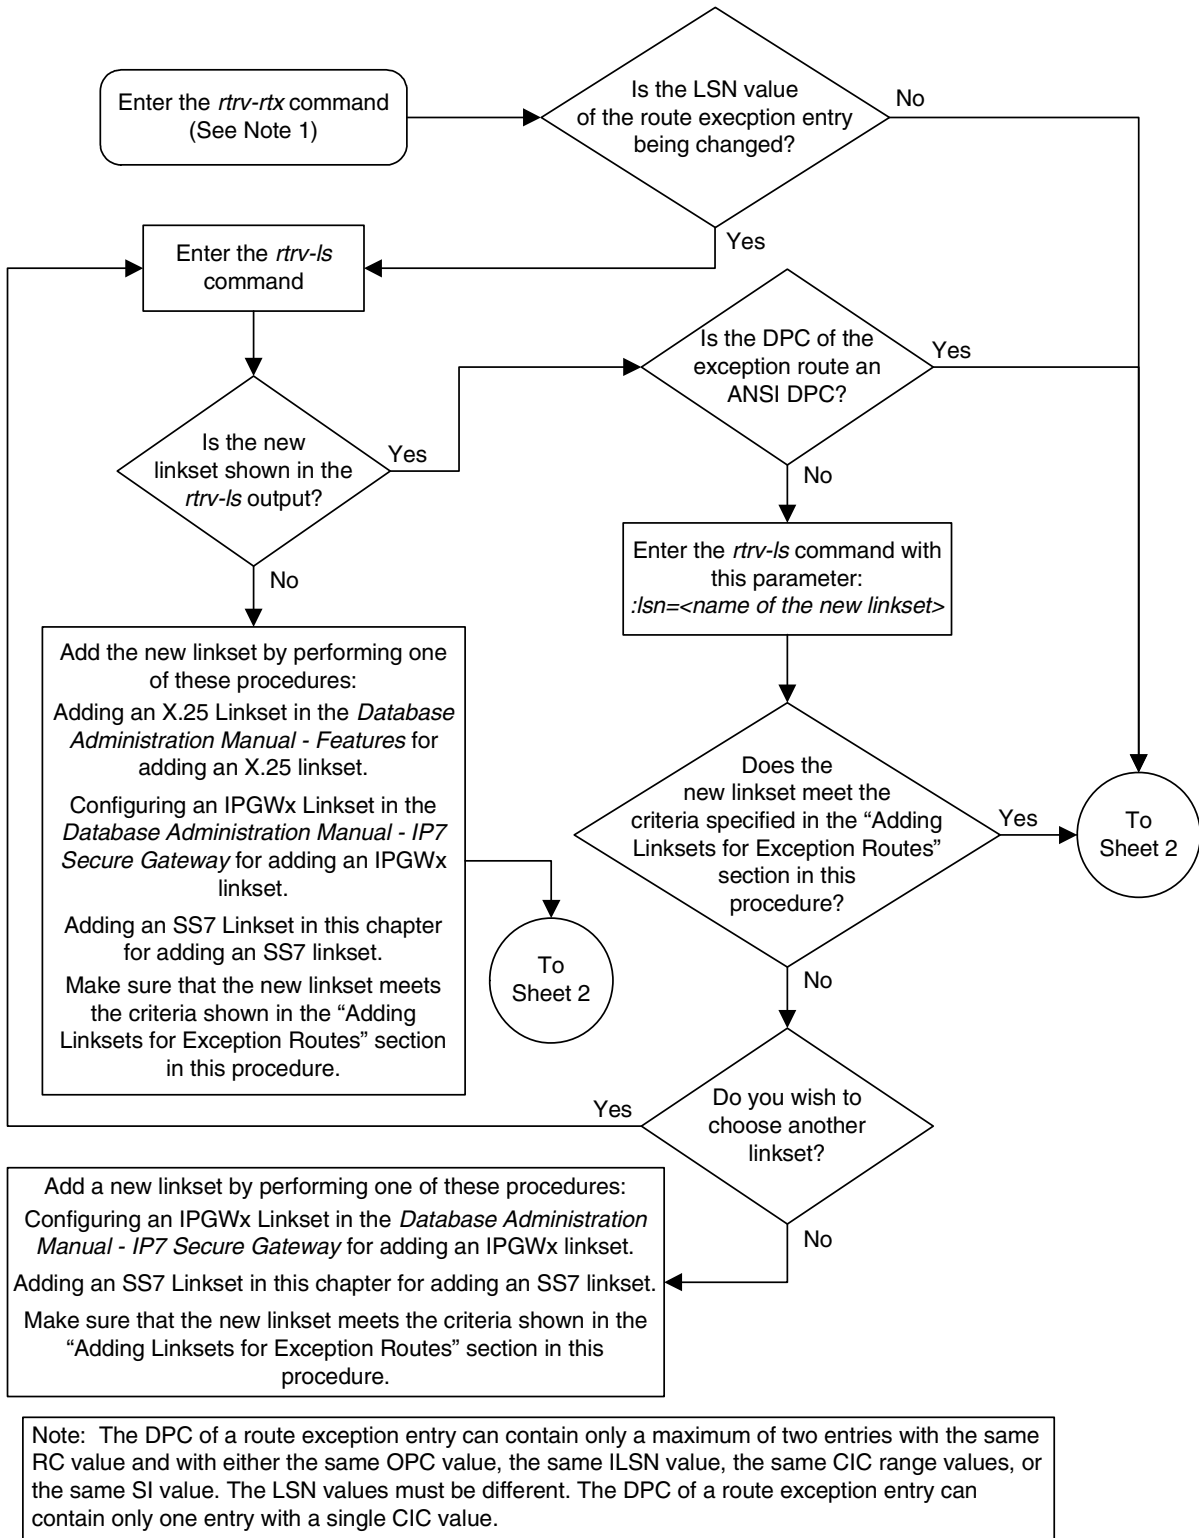 Enter the rtrv-rtx command
(See Note 1)
Is the LSN value
of the route execption entry
being changed?
No
Yes
Enter the rtrv-ls
command
Is the DPC of the
exception route an
ANSI DPC?
Yes
No
Is the new
linkset shown in the
rtrv-ls output?
Yes
No
Enter the rtrv-ls command with
this parameter:
:lsn=<name of the new linkset>
Add the new linkset by performing one
of these procedures:
Adding an X.25 Linkset in the Database
Administration Manual - Features for
adding an X.25 linkset.
Configuring an IPGWx Linkset in the
Database Administration Manual - IP7
Secure Gateway for adding an IPGWx
linkset.
Adding an SS7 Linkset in this chapter
for adding an SS7 linkset.
Make sure that the new linkset meets
the criteria shown in the “Adding
Linksets for Exception Routes” section
in this procedure.
To
Sheet 2
Does the
new linkset meet the
criteria specified in the “Adding
Linksets for Exception Routes”
section in this
procedure?
Yes
To
Sheet 2
No
Do you wish to
choose another
linkset?
Yes
No
Add a new linkset by performing one of these procedures:
Configuring an IPGWx Linkset in the Database Administration
Manual - IP7 Secure Gateway for adding an IPGWx linkset.
Adding an SS7 Linkset in this chapter for adding an SS7 linkset.
Make sure that the new linkset meets the criteria shown in the
“Adding Linksets for Exception Routes” section in this
procedure.
Note: The DPC of a route exception entry can contain only a maximum of two entries with the same
RC value and with either the same OPC value, the same ILSN value, the same CIC range values, or
the same SI value. The LSN values must be different. The DPC of a route exception entry can
contain only one entry with a single CIC value.